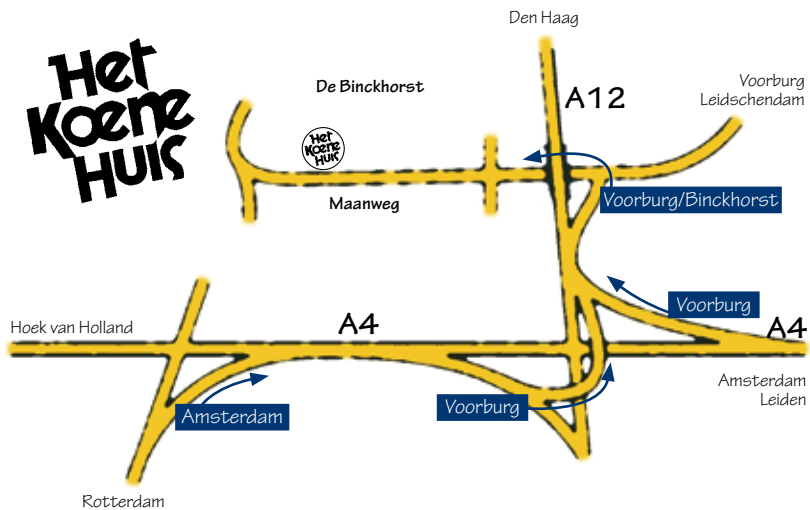 Den Haag
Het
Koene
Huis
De Binckhorst
A12
Voorburg
Leidschendam
Het
Koene
Huis
Maanweg
Voorburg/Binckhorst
Voorburg
Hoek van Holland
A4
A4
Amsterdam
Leiden
Amsterdam
Voorburg
Rotterdam